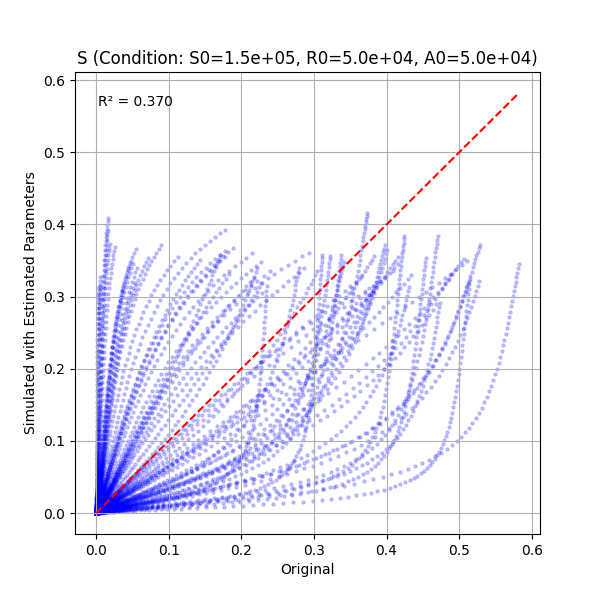 S (Condition: S0=1.5e+05, R0=5.0e+04, A0=5.0e+04)
R² = 0.370
0.6
0.5
0.4
0.3
0.2
0.1
0.0
Simulated with Estimated Parameters
0.0 0.1 0.2 0.3 0.4 0.5 0.6
Original